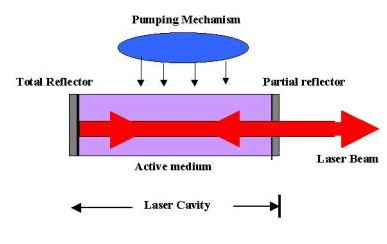 Pumping Mechanism
Total Reflector
Partial reflector
Active medium
Laser Beam
Laser Cavity